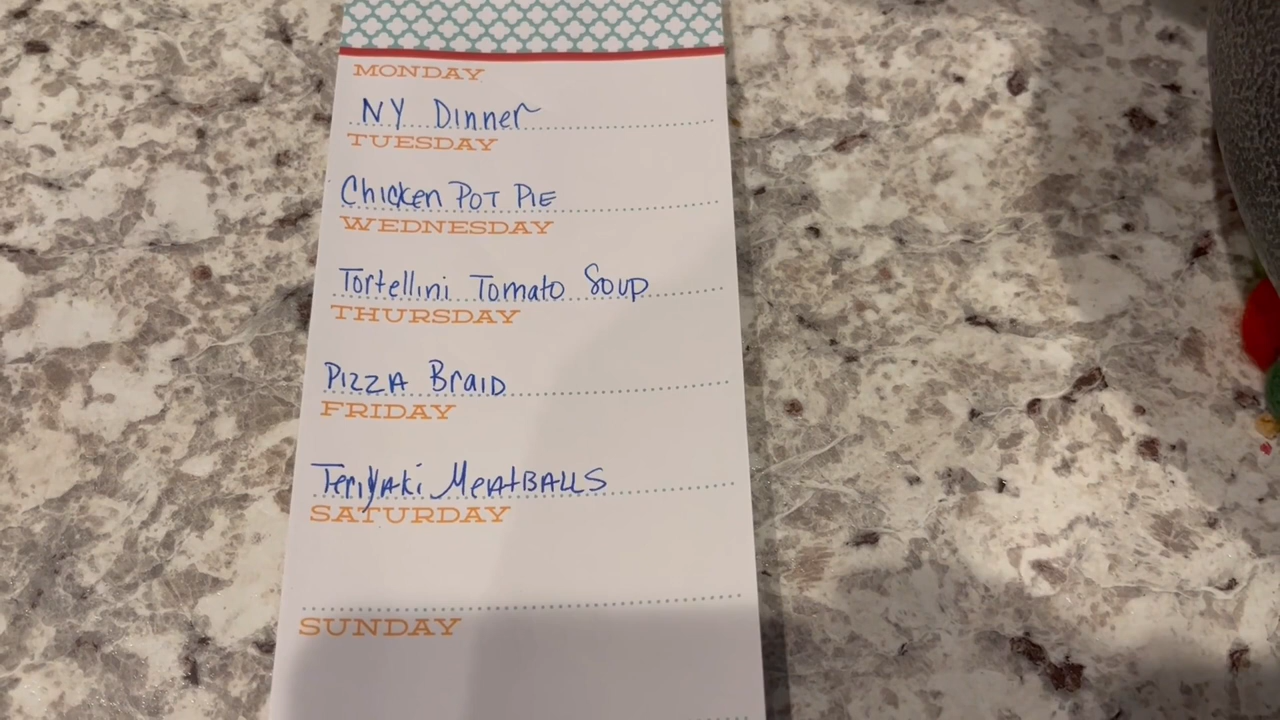 MONDAY
NY Dinner
TUESDAY
Chicken Pot Pie
WEDNESDAY
Tortellini Tomato Soup
THURSDAY
Pizza Braid
FRIDAY
Teriyaki Meatballs
SATURDAY
SUNDAY